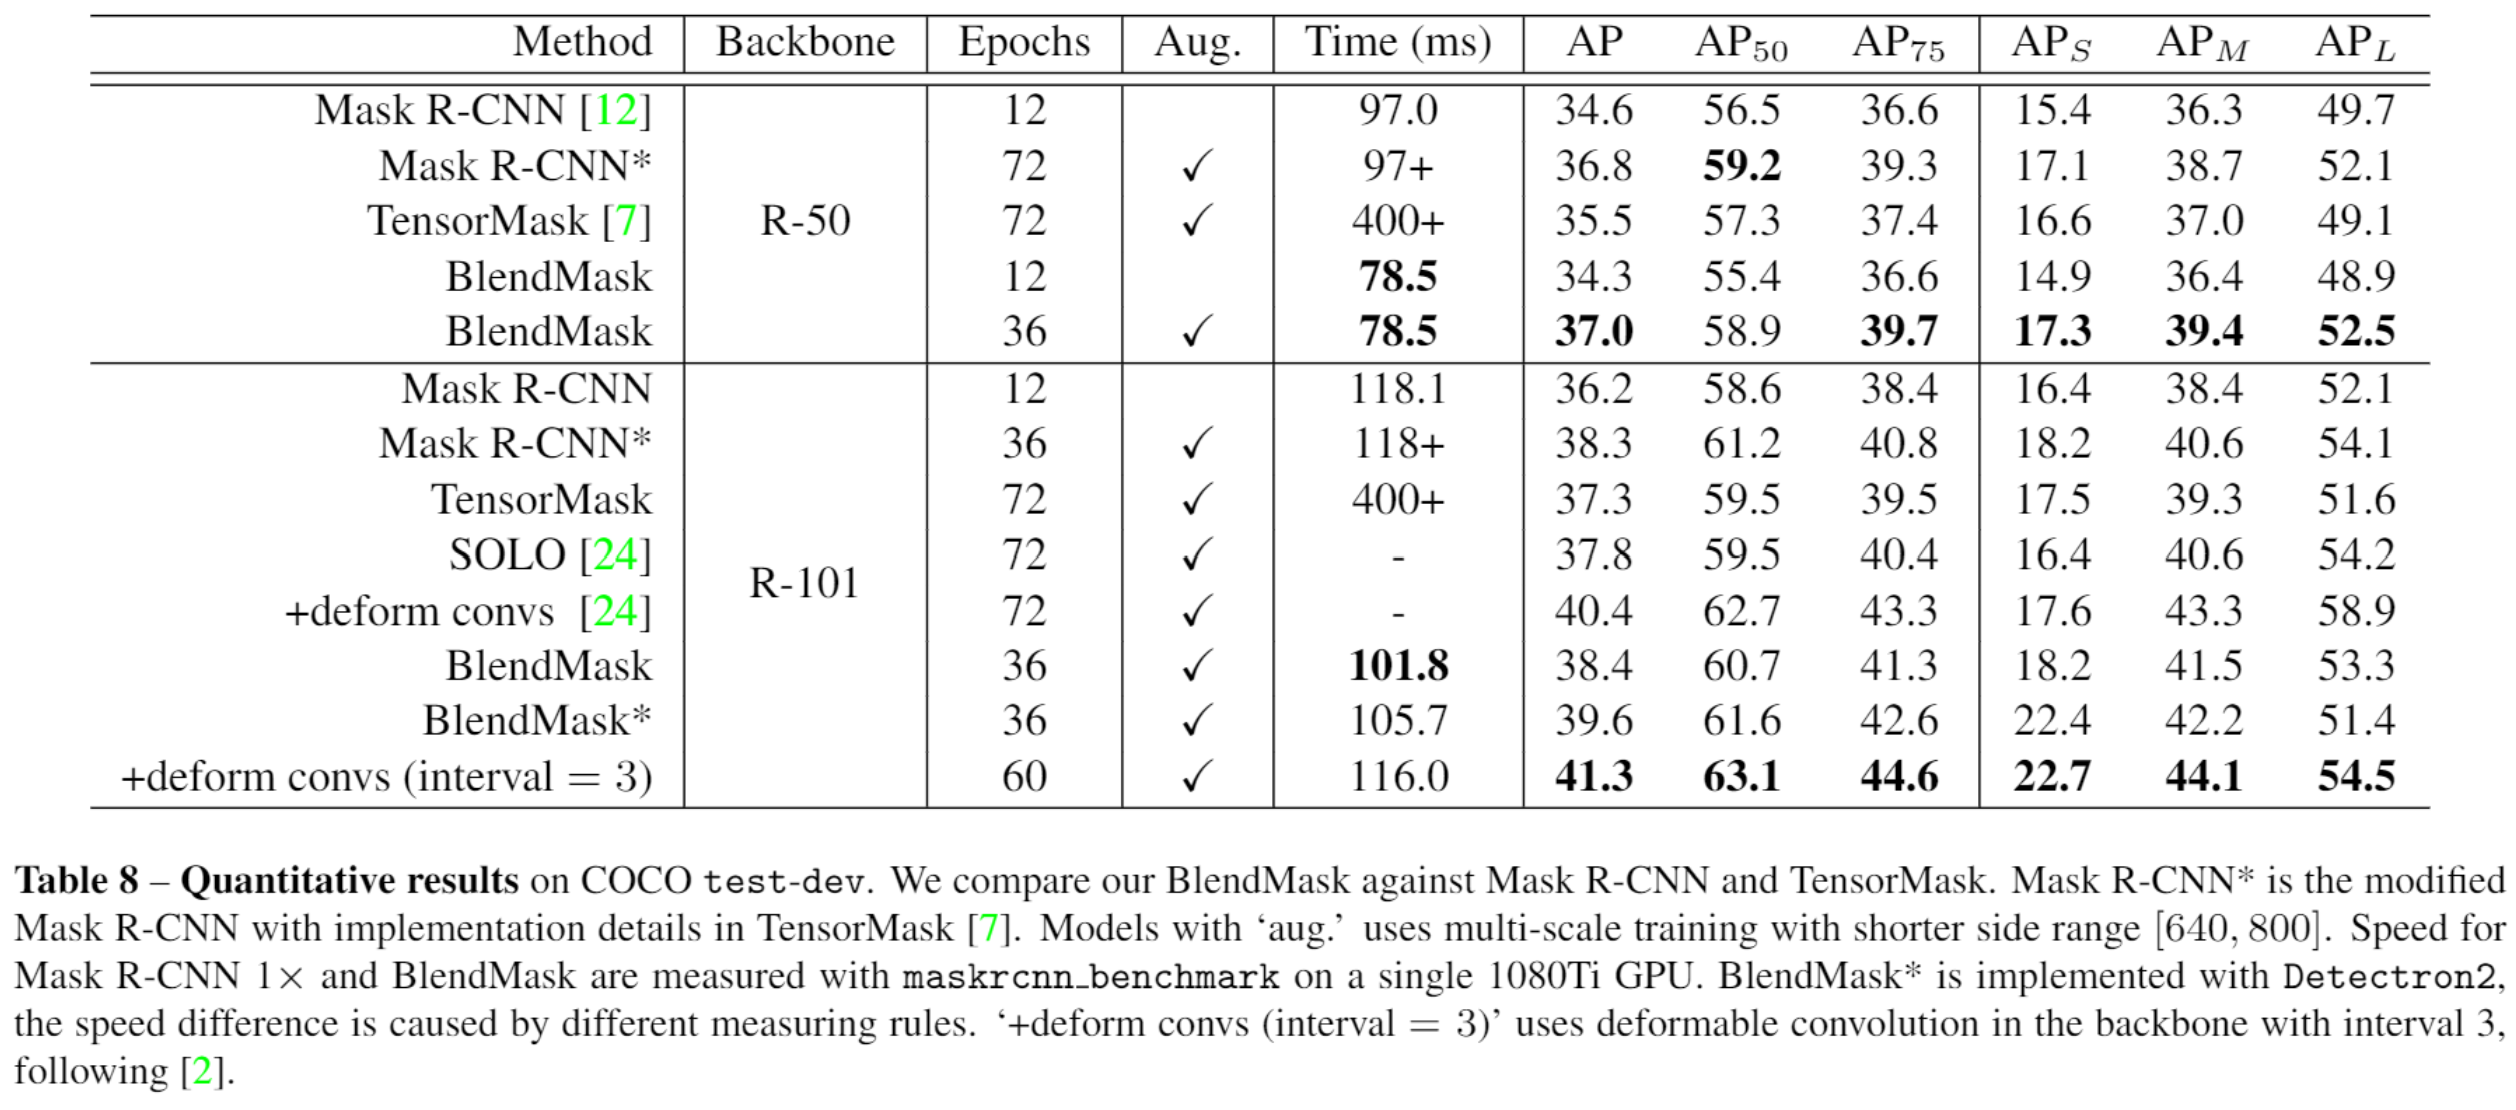 Method Backbone Epochs Aug. Time (ms) AP AP50 AP75 APS APM APL
Mask R-CNN [12] 12 97.0 34.6 56.5 36.6 15.4 36.3 49.7
Mask R-CNN* 72 ✓ 97+ 36.8 59.2 39.3 17.1 38.7 52.1
TensorMask [7] R-50 72 ✓ 400+ 35.5 57.3 37.4 16.6 37.0 49.1
BlendMask 12 78.5 34.3 55.4 36.6 14.9 36.4 48.9
BlendMask 36 ✓ 78.5 37.0 58.9 39.7 17.3 39.4 52.5
Mask R-CNN 12 118.1 36.2 58.6 38.4 16.4 38.4 52.1
Mask R-CNN* 36 ✓ 118+ 38.3 61.2 40.8 18.2 40.6 54.1
TensorMask 72 ✓ 400+ 37.3 59.5 39.5 17.5 39.3 51.6
SOLO [24] 72 ✓ - 37.8 59.5 40.4 16.4 40.6 54.2
R-101
+deform convs [24] 72 ✓ - 40.4 62.7 43.3 17.6 43.3 58.9
BlendMask 36 ✓ 101.8 38.4 60.7 41.3 18.2 41.5 53.3
BlendMask* 36 ✓ 105.7 39.6 61.6 42.6 22.4 42.2 51.4
+deform convs (interval = 3) 60 ✓ 116.0 41.3 63.1 44.6 22.7 44.1 54.5
Table 8 – Quantitative results on COCO test-dev. We compare our BlendMask against Mask R-CNN and TensorMask. Mask R-CNN* is the modified
Mask R-CNN with implementation details in TensorMask [7]. Models with ‘aug.’ uses multi-scale training with shorter side range [640, 800]. Speed for
Mask R-CNN 1× and BlendMask are measured with maskrcnn_benchmark on a single 1080Ti GPU. BlendMask* is implemented with Detectron2,
the speed difference is caused by different measuring rules. ‘+deform convs (interval = 3)’ uses deformable convolution in the backbone with interval 3,
following [2].